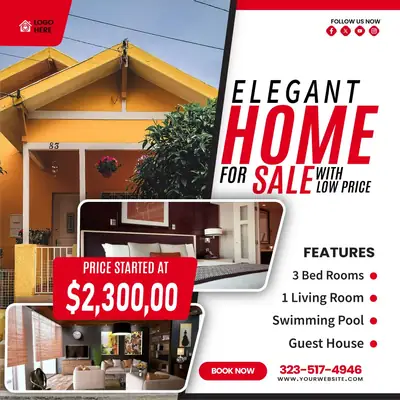 LOGO
HERE
FOLLOW US NOW
83
ELEGANT
HOME
FOR SALE WITH
LOW PRICE
PRICE STARTED AT
$2,300,00
FEATURES
3 Bed Rooms
1 Living Room
Swimming Pool
Guest House
BOOK NOW
323-517-4946
WWW.YOURWEBSITE.COM